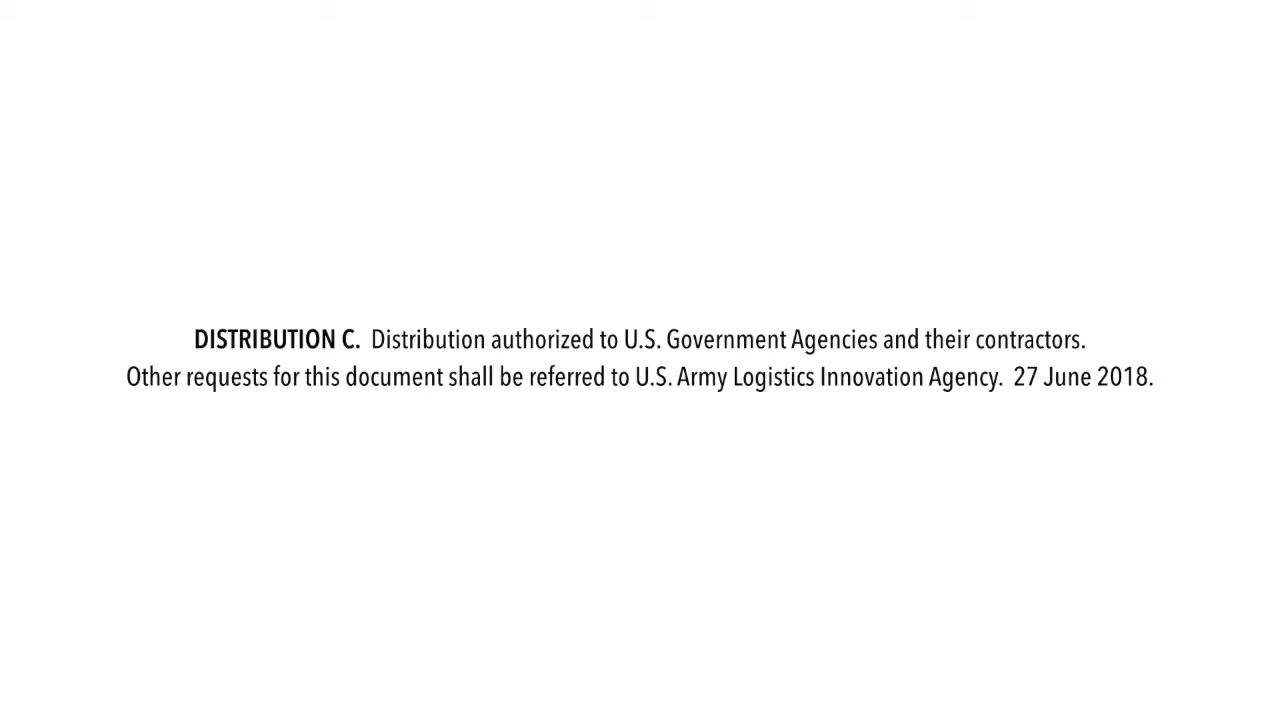 DISTRIBUTION C. Distribution authorized to U.S. Government Agencies and their contractors.
Other requests for this document shall be referred to U.S. Army Logistics Innovation Agency. 27 June 2018.